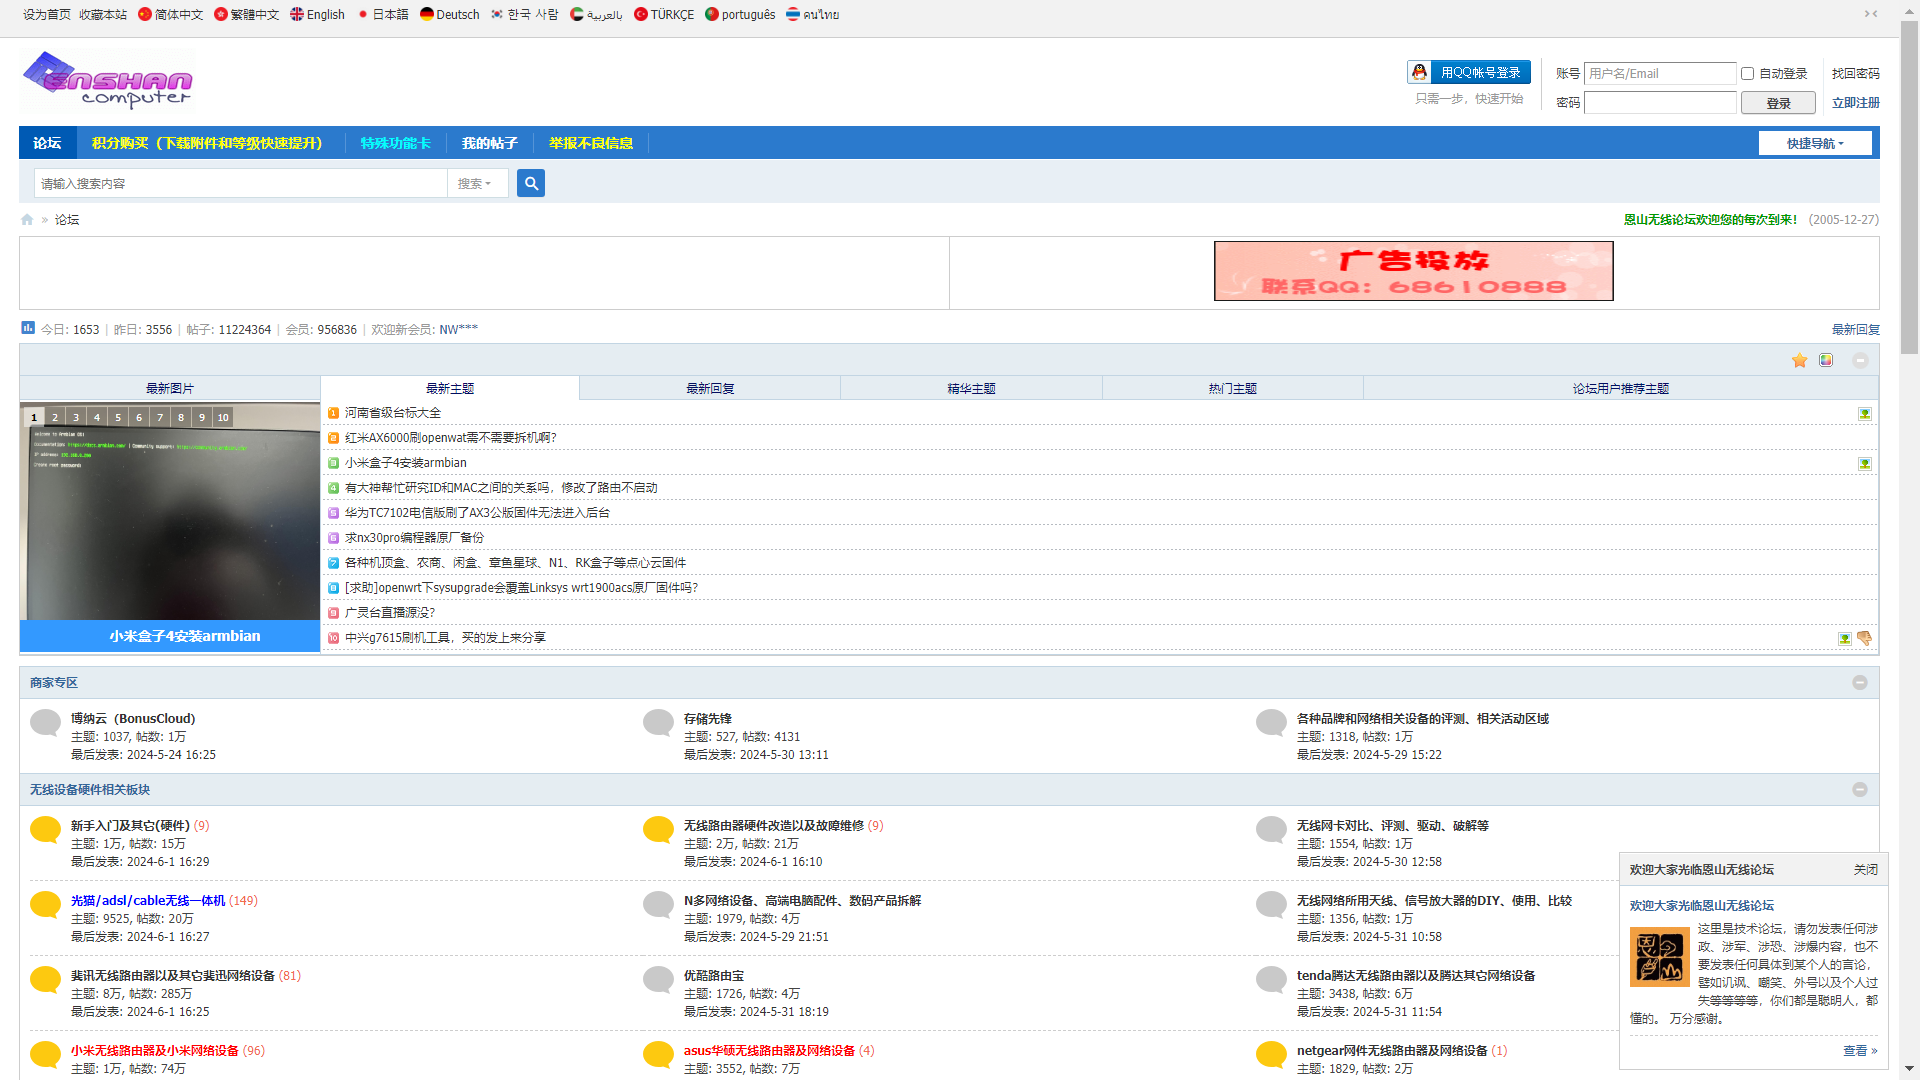 设为首页 收藏本站 简体中文 繁體中文 English 日本語 Deutsch 한국 사람 بالعربية TÜRKÇE português คนไทย
ENSHAN computer
用QQ帐号登录
只需一步，快速开始
账号 用户名/Email 自动登录 找回密码
密码 登录 立即注册
论坛 积分购买（下载附件和等级快速提升） 特殊功能卡 我的帖子 举报不良信息 快捷导航
请输入搜索内容 搜索
» 论坛 恩山无线论坛欢迎您的每次到来! (2005-12-27)
广告投放
联系QQ：68610888
今日: 1653 | 昨日: 3556 | 帖子: 11224364 | 会员: 956836 | 欢迎新会员: NW*** 最新回复
最新图片 最新主题 最新回复 精华主题 热门主题 论坛用户推荐主题
1 2 3 4 5 6 7 8 9 10
小米盒子4安装armbian
1 河南省级台标大全
2 红米AX6000刷openwat需不需要拆机啊?
3 小米盒子4安装armbian
4 有大神帮忙研究ID和MAC之间的关系吗，修改了路由不启动
5 华为TC7102电信版刷了AX3公版固件无法进入后台
6 求nx30pro编程器原厂备份
7 各种机顶盒、农商、闲盒、章鱼星球、N1、RK盒子等点心云固件
8 [求助]openwrt下sysupgrade会覆盖Linksys wrt1900acs原厂固件吗?
9 广灵台直播源没?
10 中兴g7615刷机工具，买的发上来分享
商家专区
博纳云（BonusCloud）
主题: 1037, 帖数: 1万
最后发表: 2024-5-24 16:25
存储先锋
主题: 527, 帖数: 4131
最后发表: 2024-5-30 13:11
各种品牌和网络相关设备的评测、相关活动区域
主题: 1318, 帖数: 1万
最后发表: 2024-5-29 15:22
无线设备硬件相关板块
新手入门及其它(硬件) (9)
主题: 1万, 帖数: 15万
最后发表: 2024-6-1 16:29
无线路由器硬件改造以及故障维修 (9)
主题: 2万, 帖数: 21万
最后发表: 2024-6-1 16:10
无线网卡对比、评测、驱动、破解等
主题: 1554, 帖数: 1万
最后发表: 2024-5-30 12:58
光猫/adsl/cable无线一体机 (149)
主题: 9525, 帖数: 20万
最后发表: 2024-6-1 16:27
N多网络设备、高端电脑配件、数码产品拆解
主题: 1979, 帖数: 4万
最后发表: 2024-5-29 21:51
无线网络所用天线、信号放大器的DIY、使用、比较
主题: 1356, 帖数: 1万
最后发表: 2024-5-31 10:58
斐讯无线路由器以及其它斐迅网络设备 (81)
主题: 8万, 帖数: 285万
最后发表: 2024-6-1 16:25
优酷路由宝
主题: 1726, 帖数: 4万
最后发表: 2024-5-31 18:19
tenda腾达无线路由器以及腾达其它网络设备
主题: 3438, 帖数: 6万
最后发表: 2024-5-31 11:54
小米无线路由器及小米网络设备 (96)
主题: 1万, 帖数: 74万
asus华硕无线路由器及网络设备 (4)
主题: 3552, 帖数: 7万
netgear网件无线路由器及网络设备 (1)
主题: 1829, 帖数: 2万
欢迎大家光临恩山无线论坛 关闭
欢迎大家光临恩山无线论坛
这里是技术论坛，请勿发表任何涉
政、涉军、涉恐、涉爆内容，也不
要发表任何具体到某个人的言论，
譬如讥讽、嘲笑、外号以及个人过
失等等等等，你们都是聪明人，都
懂的。 万分感谢。
查看 »